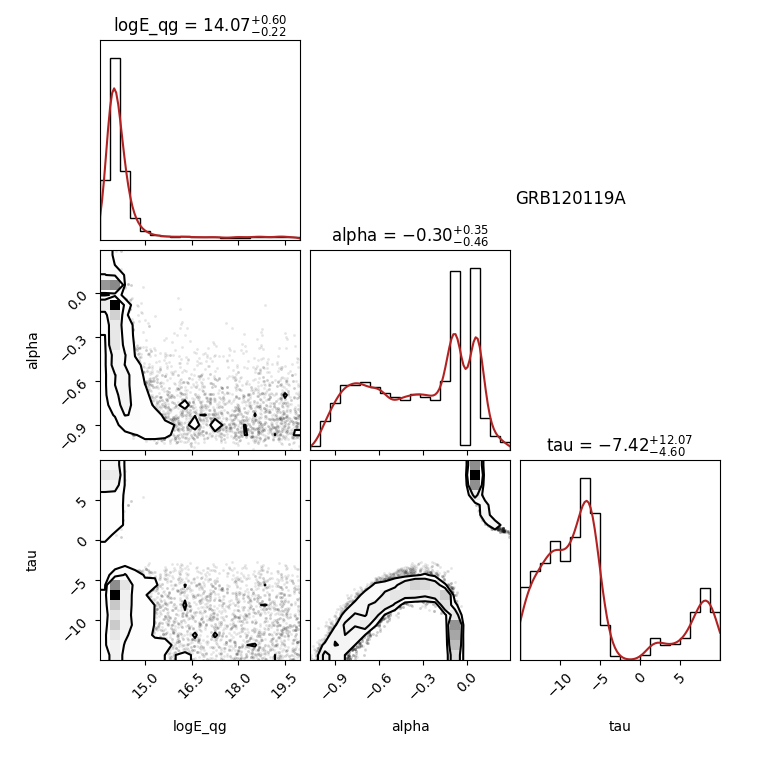 logE_qg = 14.07+0.60−0.22
GRB120119A
alpha = −0.30+0.35−0.46
alpha
0.0
−0.3
−0.6
−0.9
tau = −7.42+12.07−4.60
tau
5
0
−5
−10
15.0 16.5 18.0 19.5
−0.9 −0.6 −0.3 0.0
−10 −5 0 5
logE_qg alpha tau